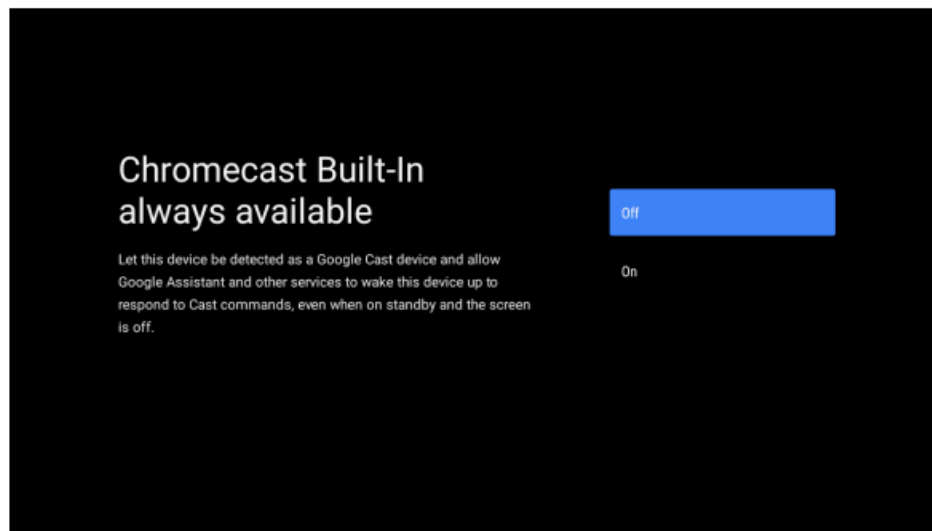 Chromecast Built-In
always available
Let this device be detected as a Google Cast device and allow
Google Assistant and other services to wake this device up to
respond to Cast commands, even when on standby and the screen
is off.
Off
On